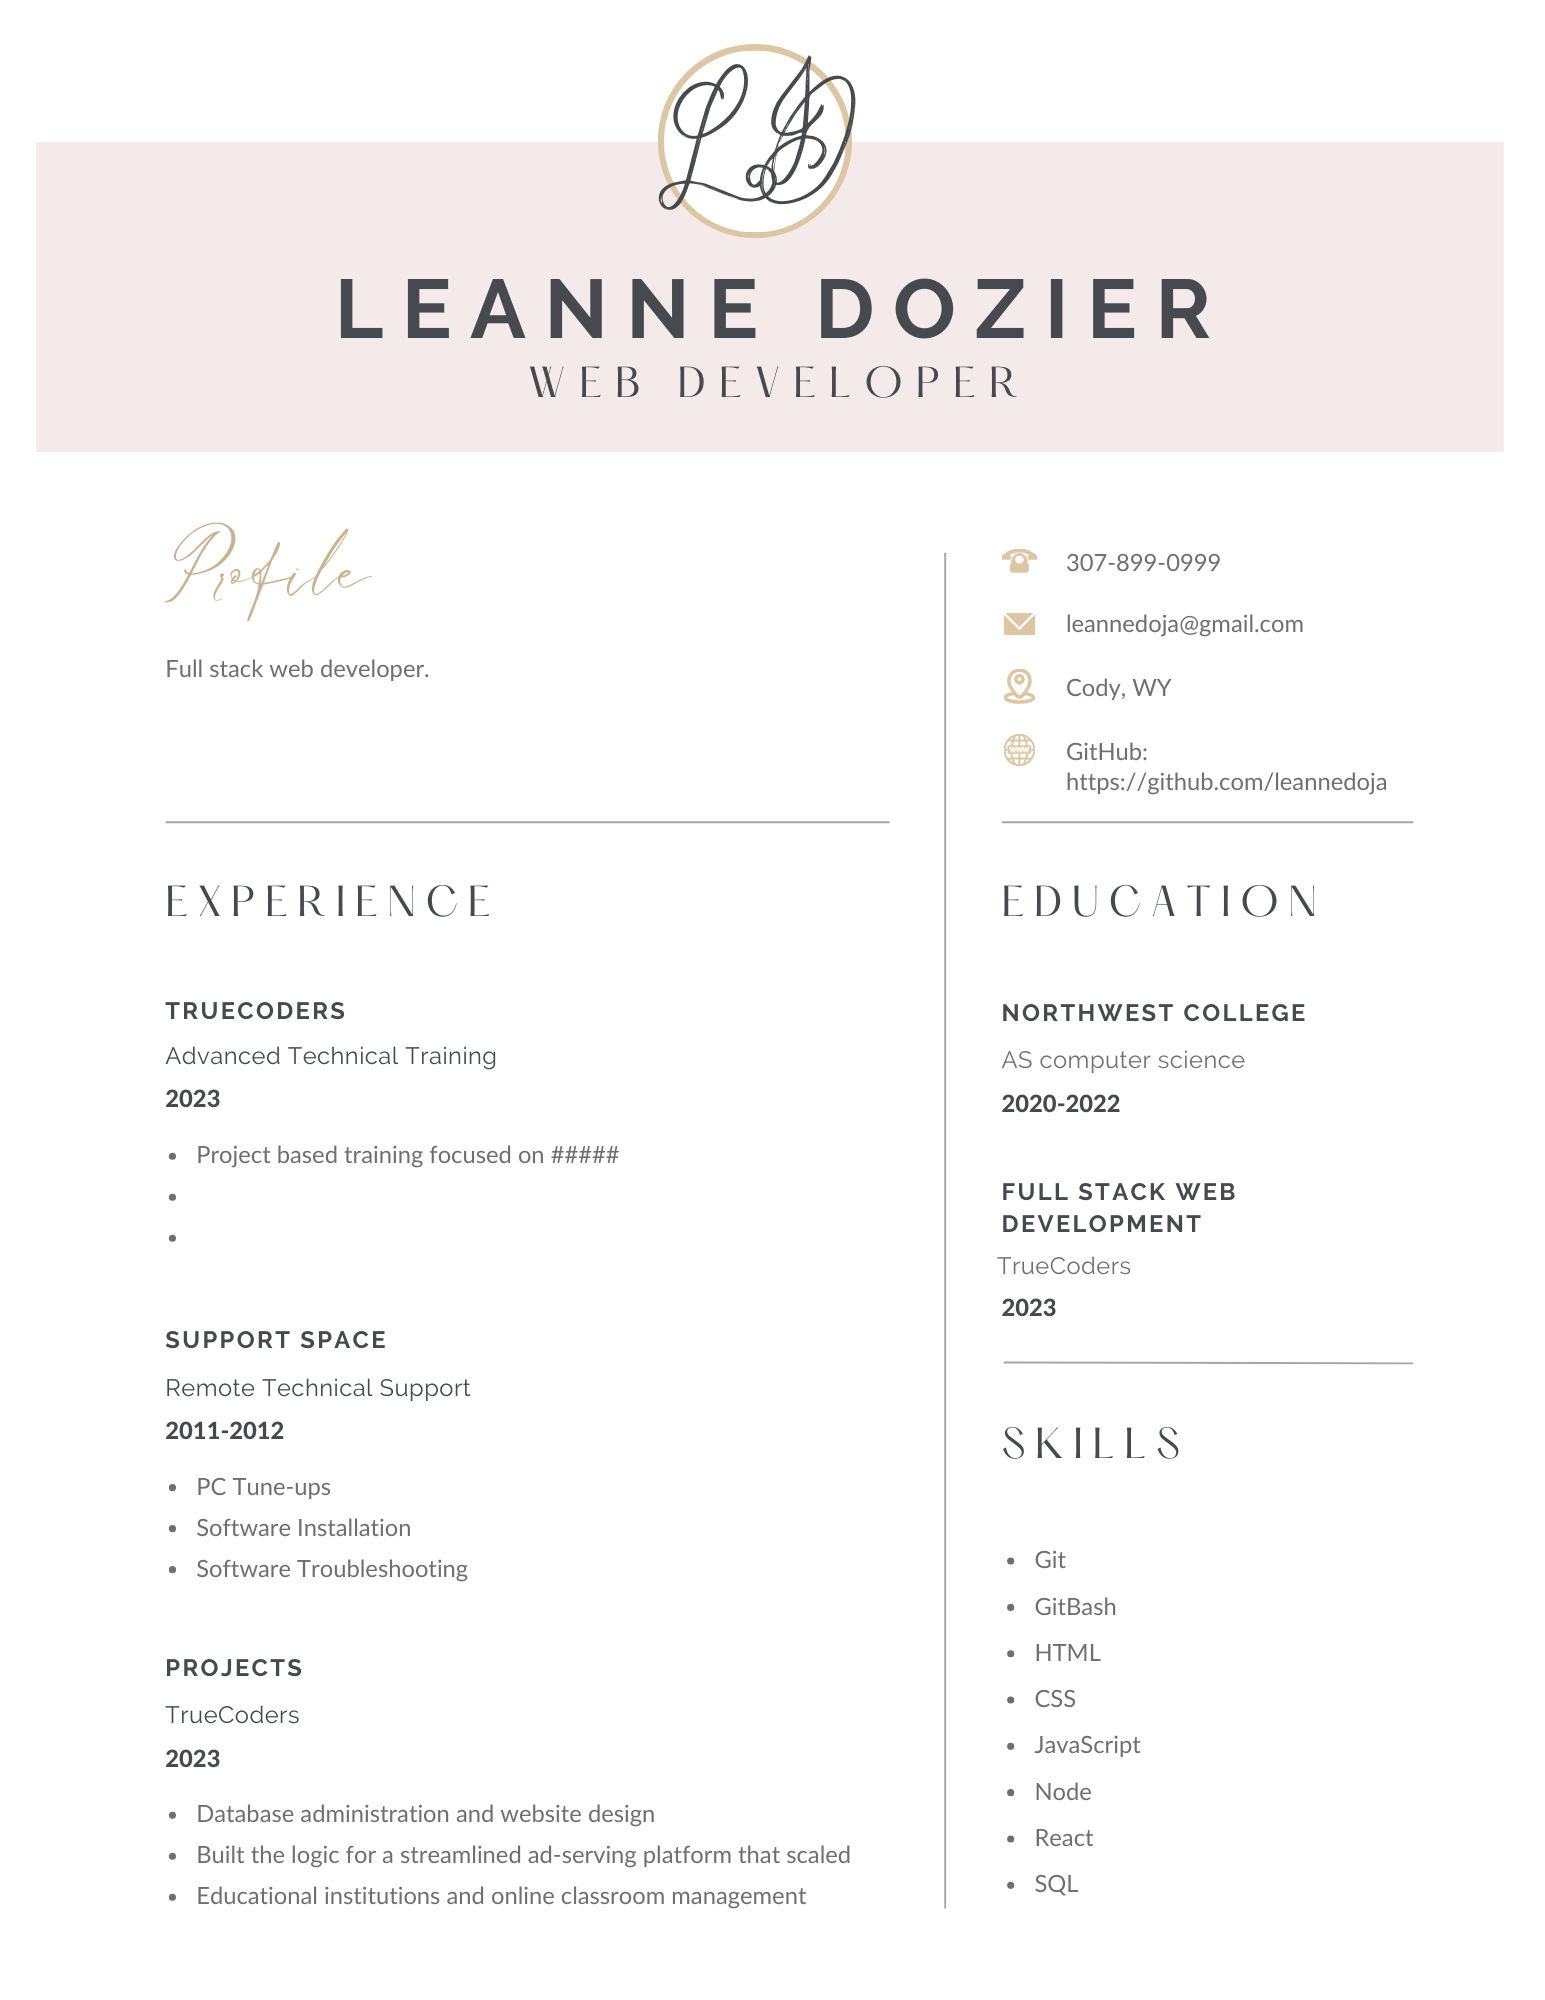 LD
LEANNE DOZIER
WEB DEVELOPER
Profile
Full stack web developer.
307-899-0999
leannedoja@gmail.com
Cody, WY
WWW
GitHub:
https://github.com/leannedoja
EXPERIENCE
TRUECODERS
Advanced Technical Training
2023
• Project based training focused on #####
•
•
SUPPORT SPACE
Remote Technical Support
2011-2012
• PC Tune-ups
• Software Installation
• Software Troubleshooting
PROJECTS
TrueCoders
2023
• Database administration and website design
• Built the logic for a streamlined ad-serving platform that scaled
• Educational institutions and online classroom management
EDUCATION
NORTHWEST COLLEGE
AS computer science
2020-2022
FULL STACK WEB
DEVELOPMENT
TrueCoders
2023
SKILLS
• Git
• GitBash
• HTML
• CSS
• JavaScript
• Node
• React
• SQL